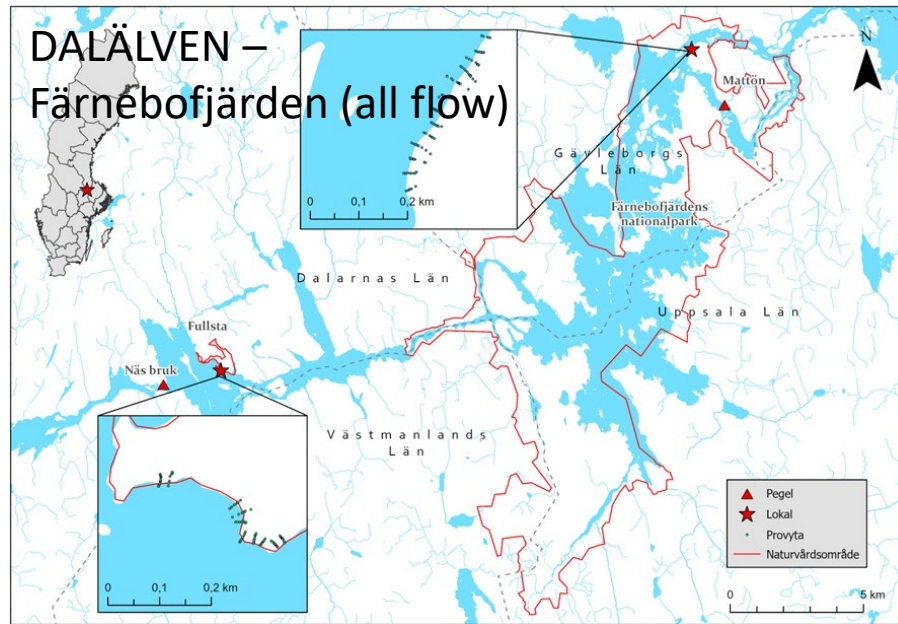 DALÄLVEN –
Färnebofjärden (all flow)
N
Mattön
Gävleborgs
Län
0 0,1 0,2 km
Färnebofjärdens
nationalpark
Dalarnas Län
Uppsala Län
Fullsta
Näs bruk
Västmanlands
Län
0 0,1 0,2 km
Pegel
Lokal
Provyta
Naturvårdsområde
0 5 km